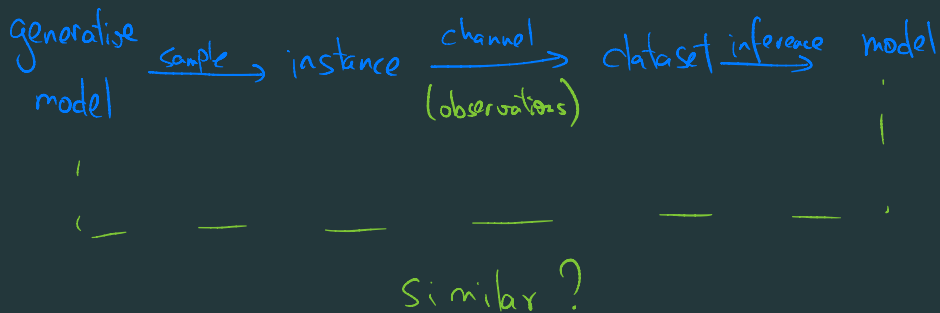 generative model
sample
instance
channel
(observations)
dataset
inference
model
similar?